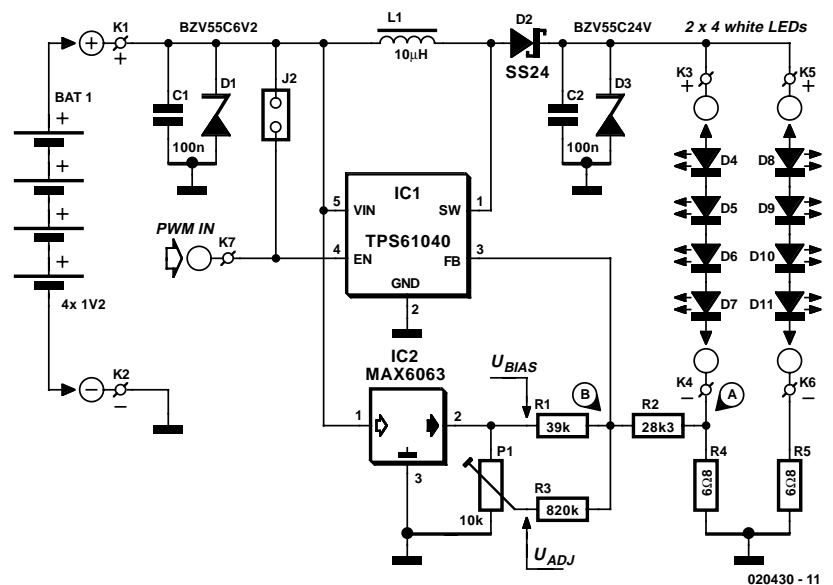 BZV55C6V2
L1
10µH
D2
SS24
BZV55C24V
2 x 4 white LEDs
K1
+
BAT 1
+
+
+
+
4x 1V2
C1
100n
D1
J2
C2
100n
D3
K3
+
K5
+
D4
D5
D6
D7
D8
D9
D10
D11
IC1
TPS61040
5
VIN
SW
1
PWM IN
K7
4
EN
FB
3
GND
2
K2
–
IC2
MAX6063
1
2
3
UBIAS
R1
39k
B
R2
28k3
K4
–
A
K6
–
P1
10k
R3
820k
UADJ
R4
6Ω8
R5
6Ω8
020430 - 11